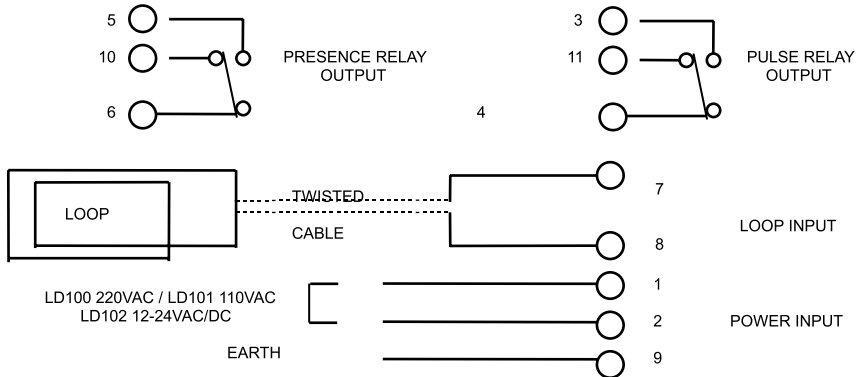 5
3
10
PRESENCE RELAY
OUTPUT
11
PULSE RELAY
OUTPUT
6
4
TWISTED
7
LOOP
LOOP INPUT
CABLE
8
1
LD100 220VAC / LD101 110VAC
LD102 12-24VAC/DC
2
POWER INPUT
EARTH
9